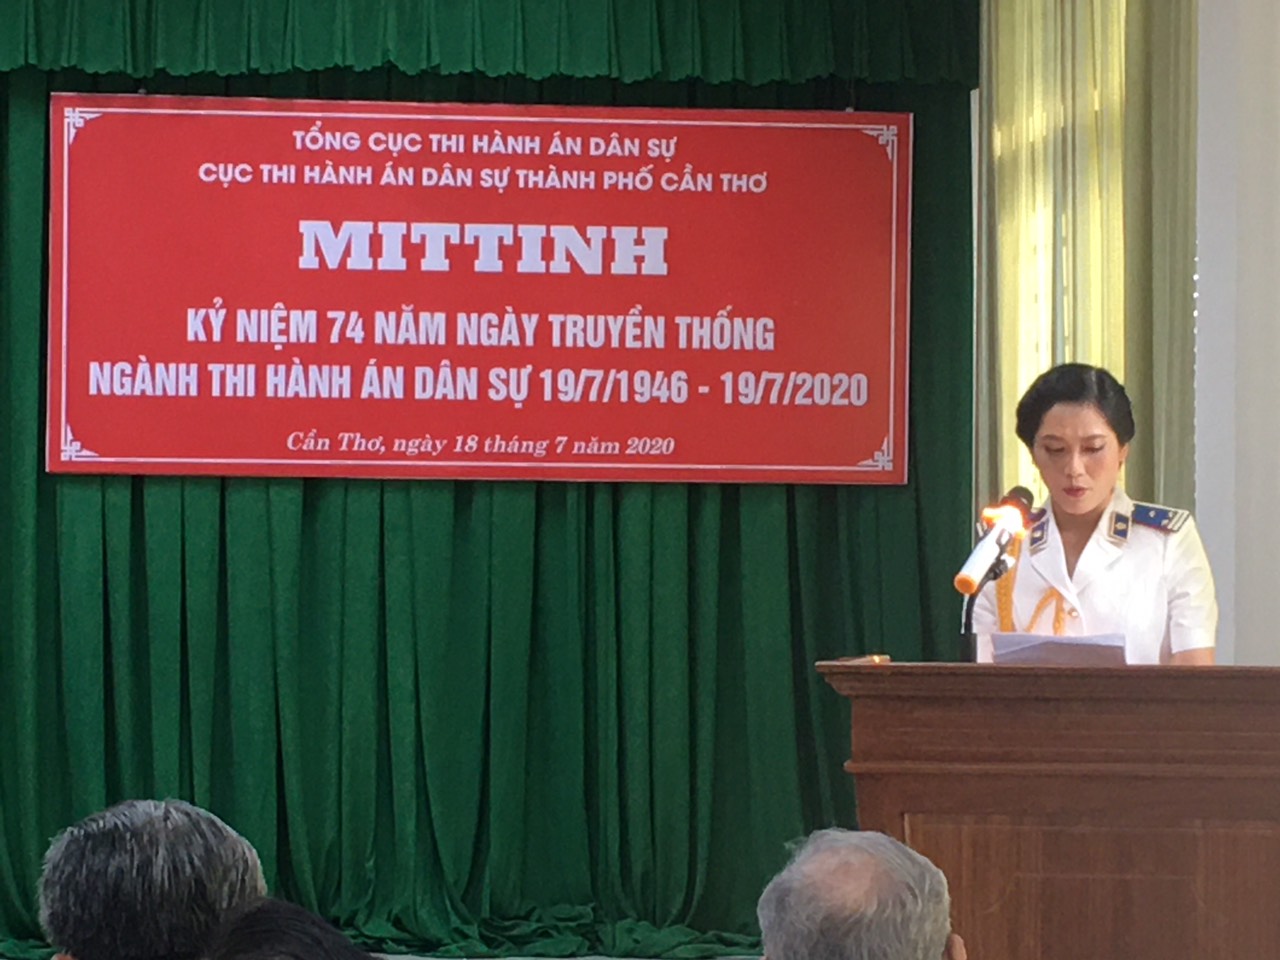 TỔNG CỤC THI HÀNH ÁN DÂN SỰ
CỤC THI HÀNH ÁN DÂN SỰ THÀNH PHỐ CẦN THƠ
MITTINH
KỶ NIỆM 74 NĂM NGÀY TRUYỀN THỐNG
NGÀNH THI HÀNH ÁN DÂN SỰ 19/7/1946 - 19/7/2020
Cần Thơ, ngày 18 tháng 7 năm 2020